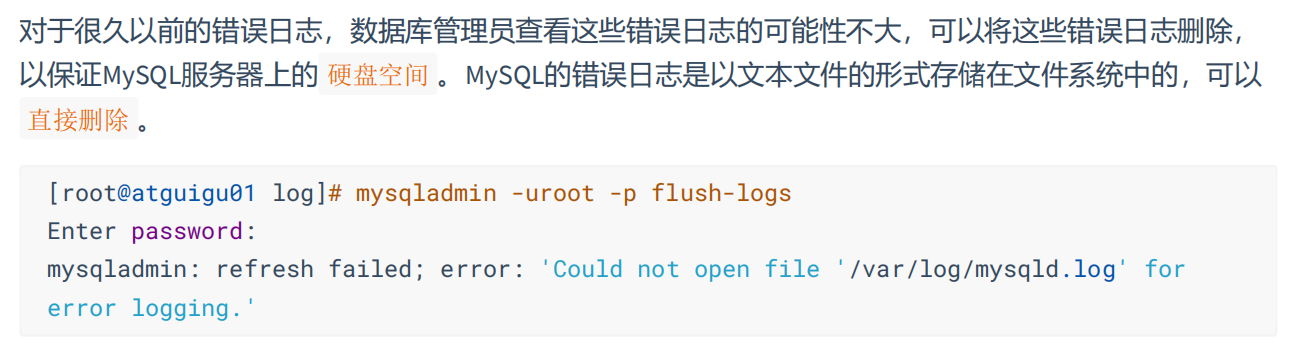 对于很久以前的错误日志，数据库管理员查看这些错误日志的可能性不大，可以将这些错误日志删除，
以保证MySQL服务器上的 硬盘空间 。MySQL的错误日志是以文本文件的形式存储在文件系统中的，可以
直接删除 。
[root@atguigu01 log]# mysqladmin -uroot -p flush-logs
Enter password:
mysqladmin: refresh failed; error: 'Could not open file '/var/log/mysqld.log' for
error logging.'